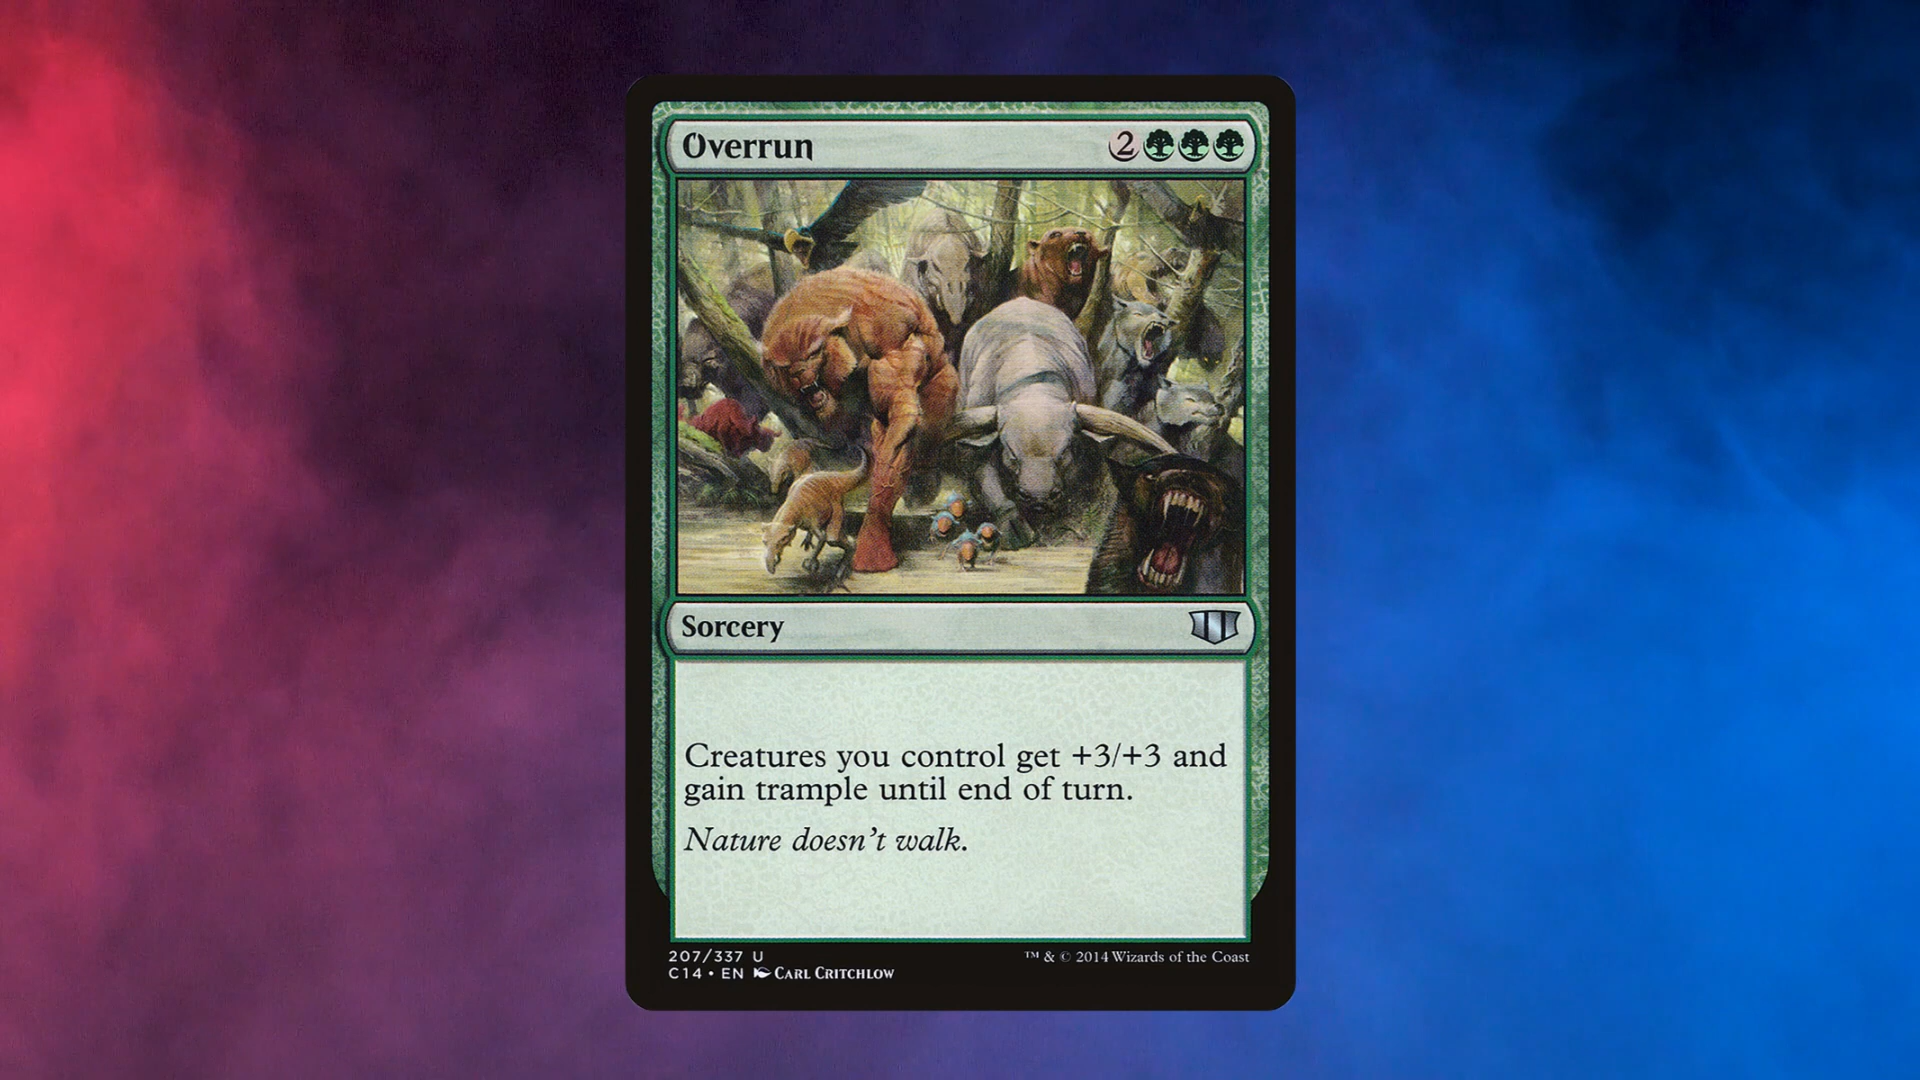 Overrun 2
Sorcery
Creatures you control get +3/+3 and
gain trample until end of turn.
Nature doesn't walk.
207/337 U
C14 • EN CARL CRITCHLOW
™ & © 2014 Wizards of the Coast